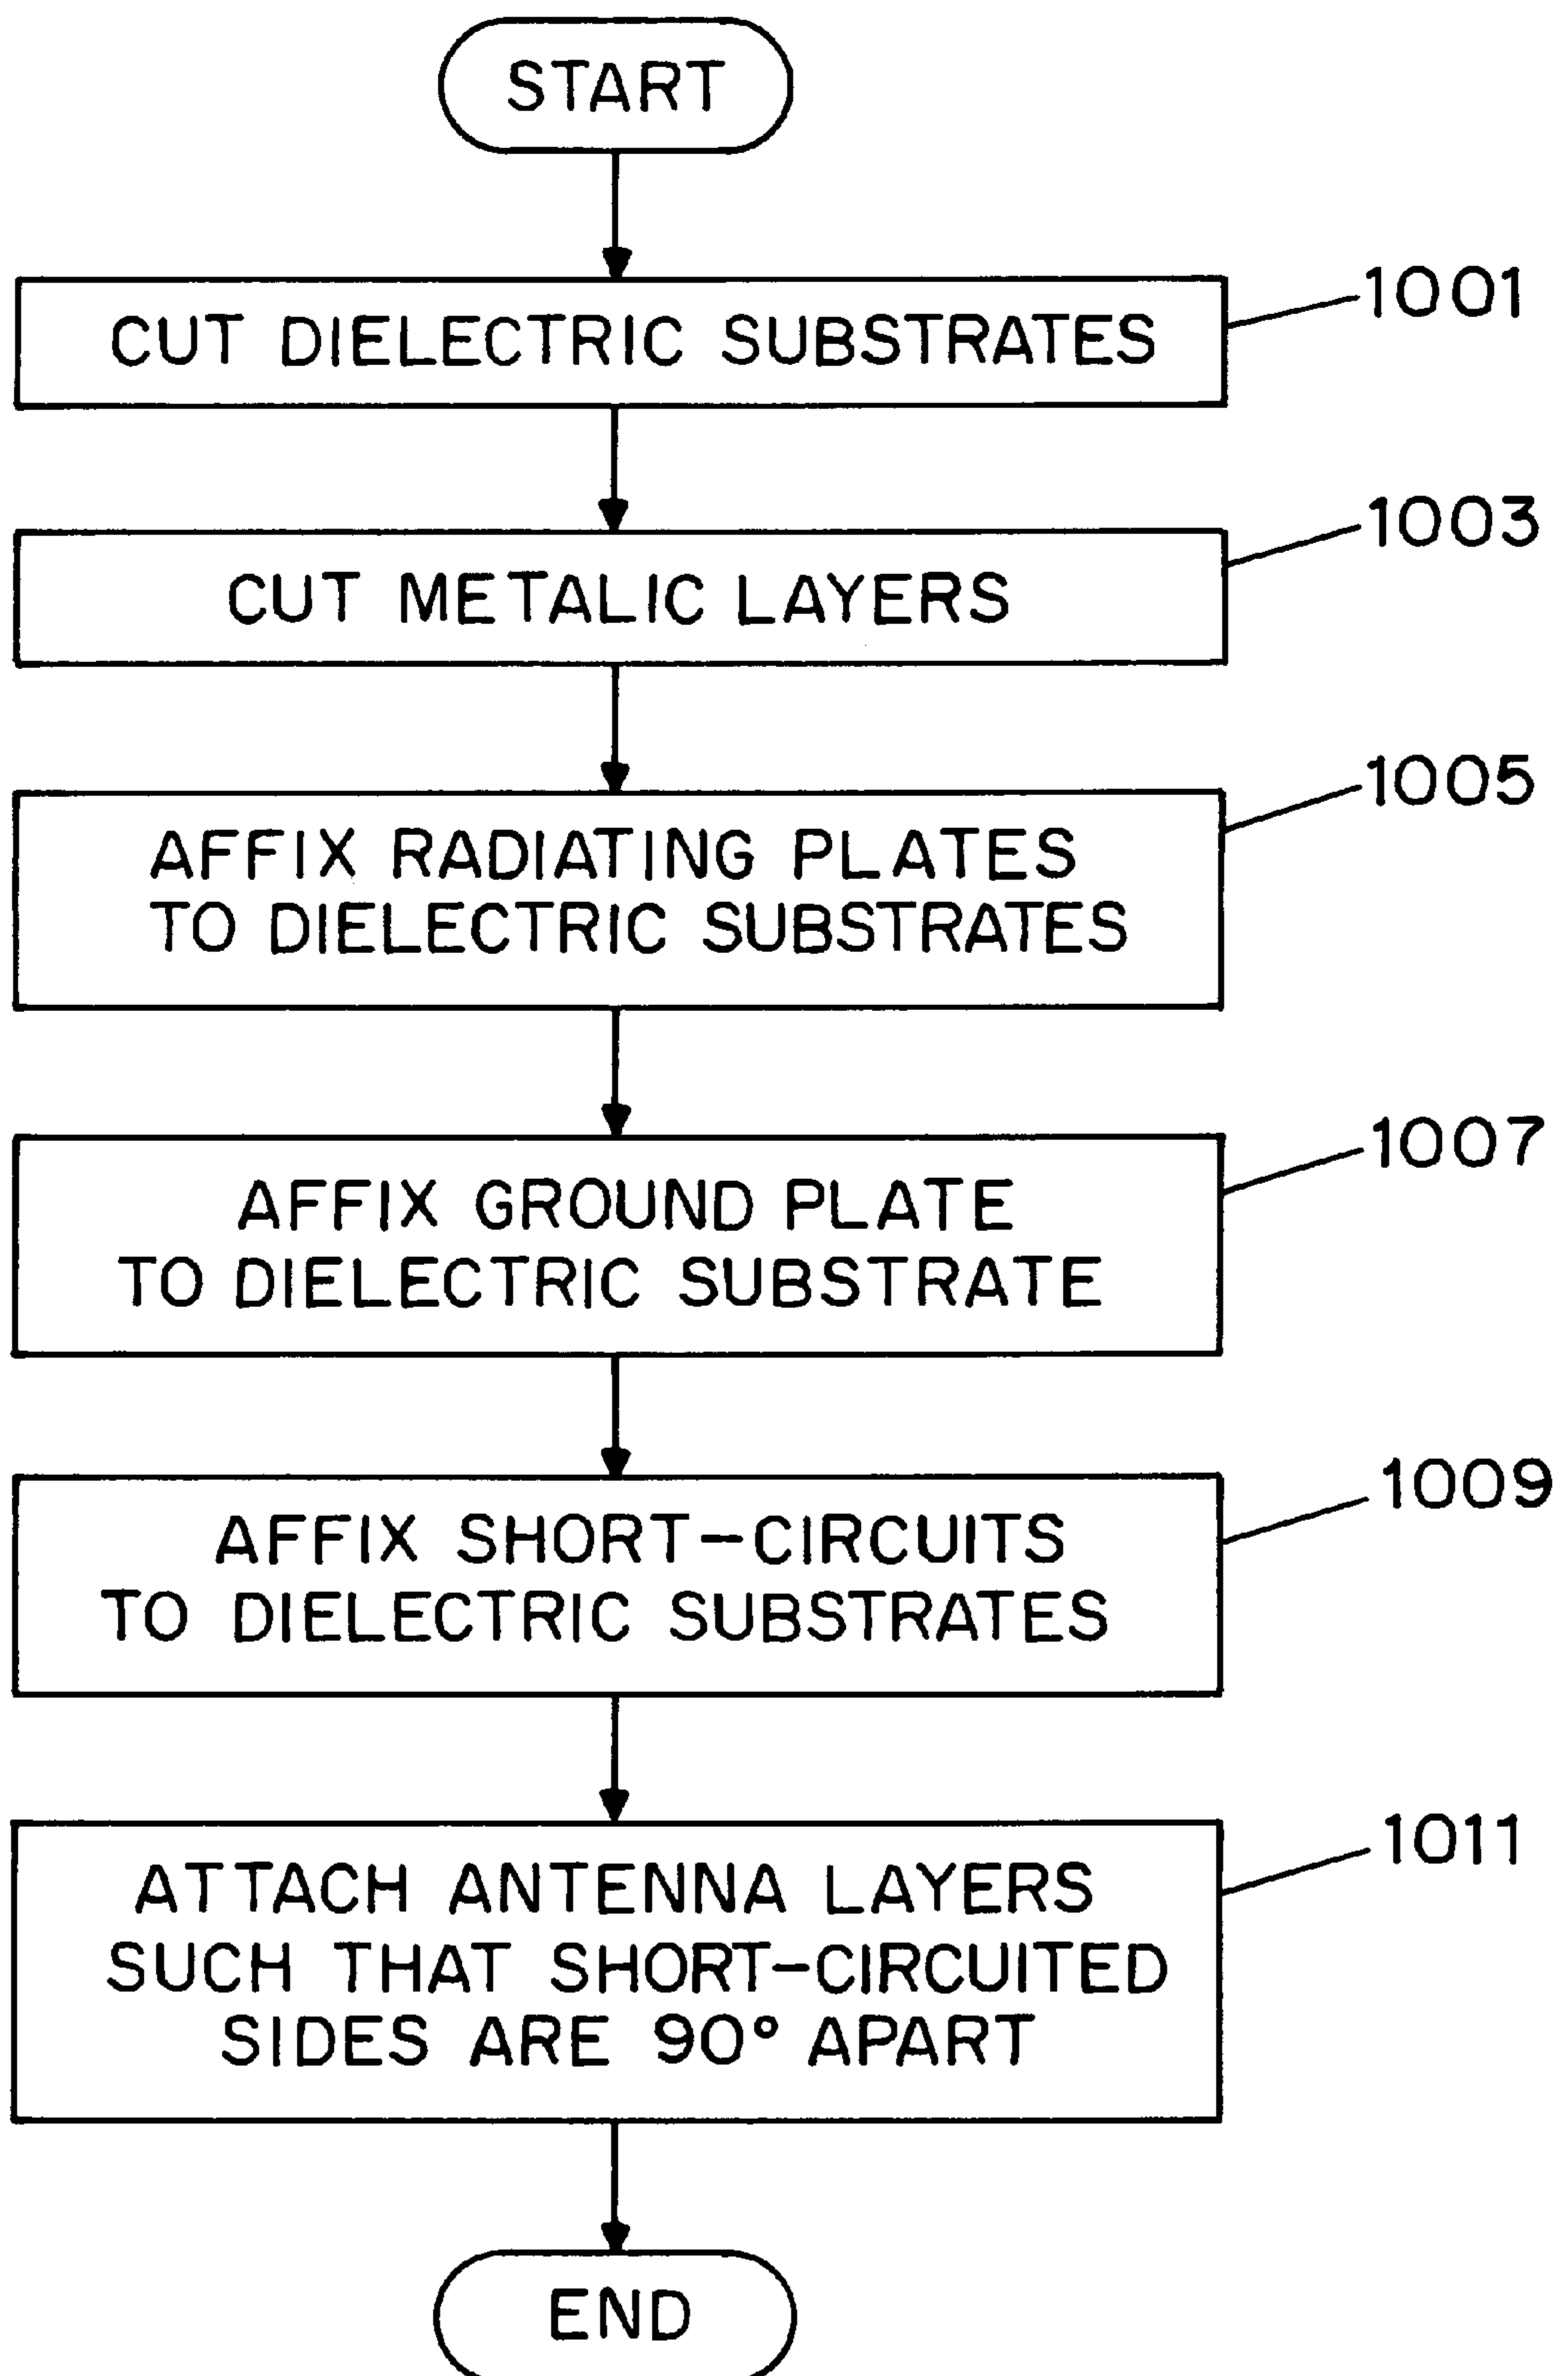 START
CUT DIELECTRIC SUBSTRATES
1001
CUT METALIC LAYERS
1003
AFFIX RADIATING PLATES
TO DIELECTRIC SUBSTRATES
1005
AFFIX GROUND PLATE
TO DIELECTRIC SUBSTRATE
1007
AFFIX SHORT-CIRCUITS
TO DIELECTRIC SUBSTRATES
1009
ATTACH ANTENNA LAYERS
SUCH THAT SHORT-CIRCUITED
SIDES ARE 90° APART
1011
END